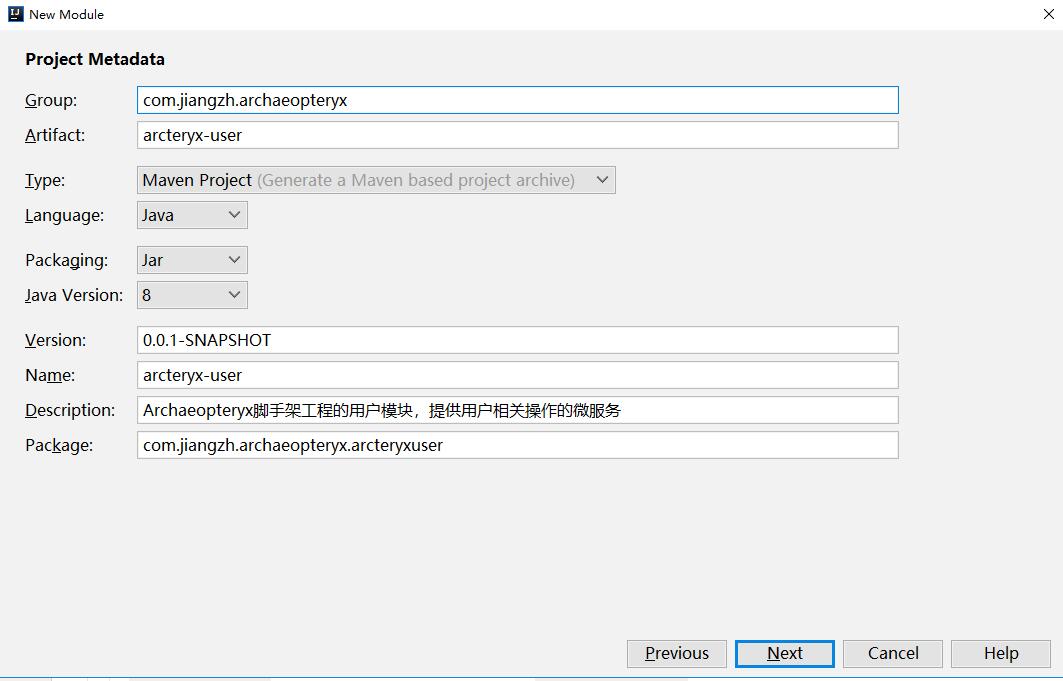 New Module
Project Metadata
Group: com.jiangzh.archaeopteryx
Artifact: arcteryx-user
Type: Maven Project (Generate a Maven based project archive)
Language: Java
Packaging: Jar
Java Version: 8
Version: 0.0.1-SNAPSHOT
Name: arcteryx-user
Description: Archaeopteryx脚手架工程的用户模块，提供用户相关操作的微服务
Package: com.jiangzh.archaeopteryx.arcteryxuser
Previous Next Cancel Help